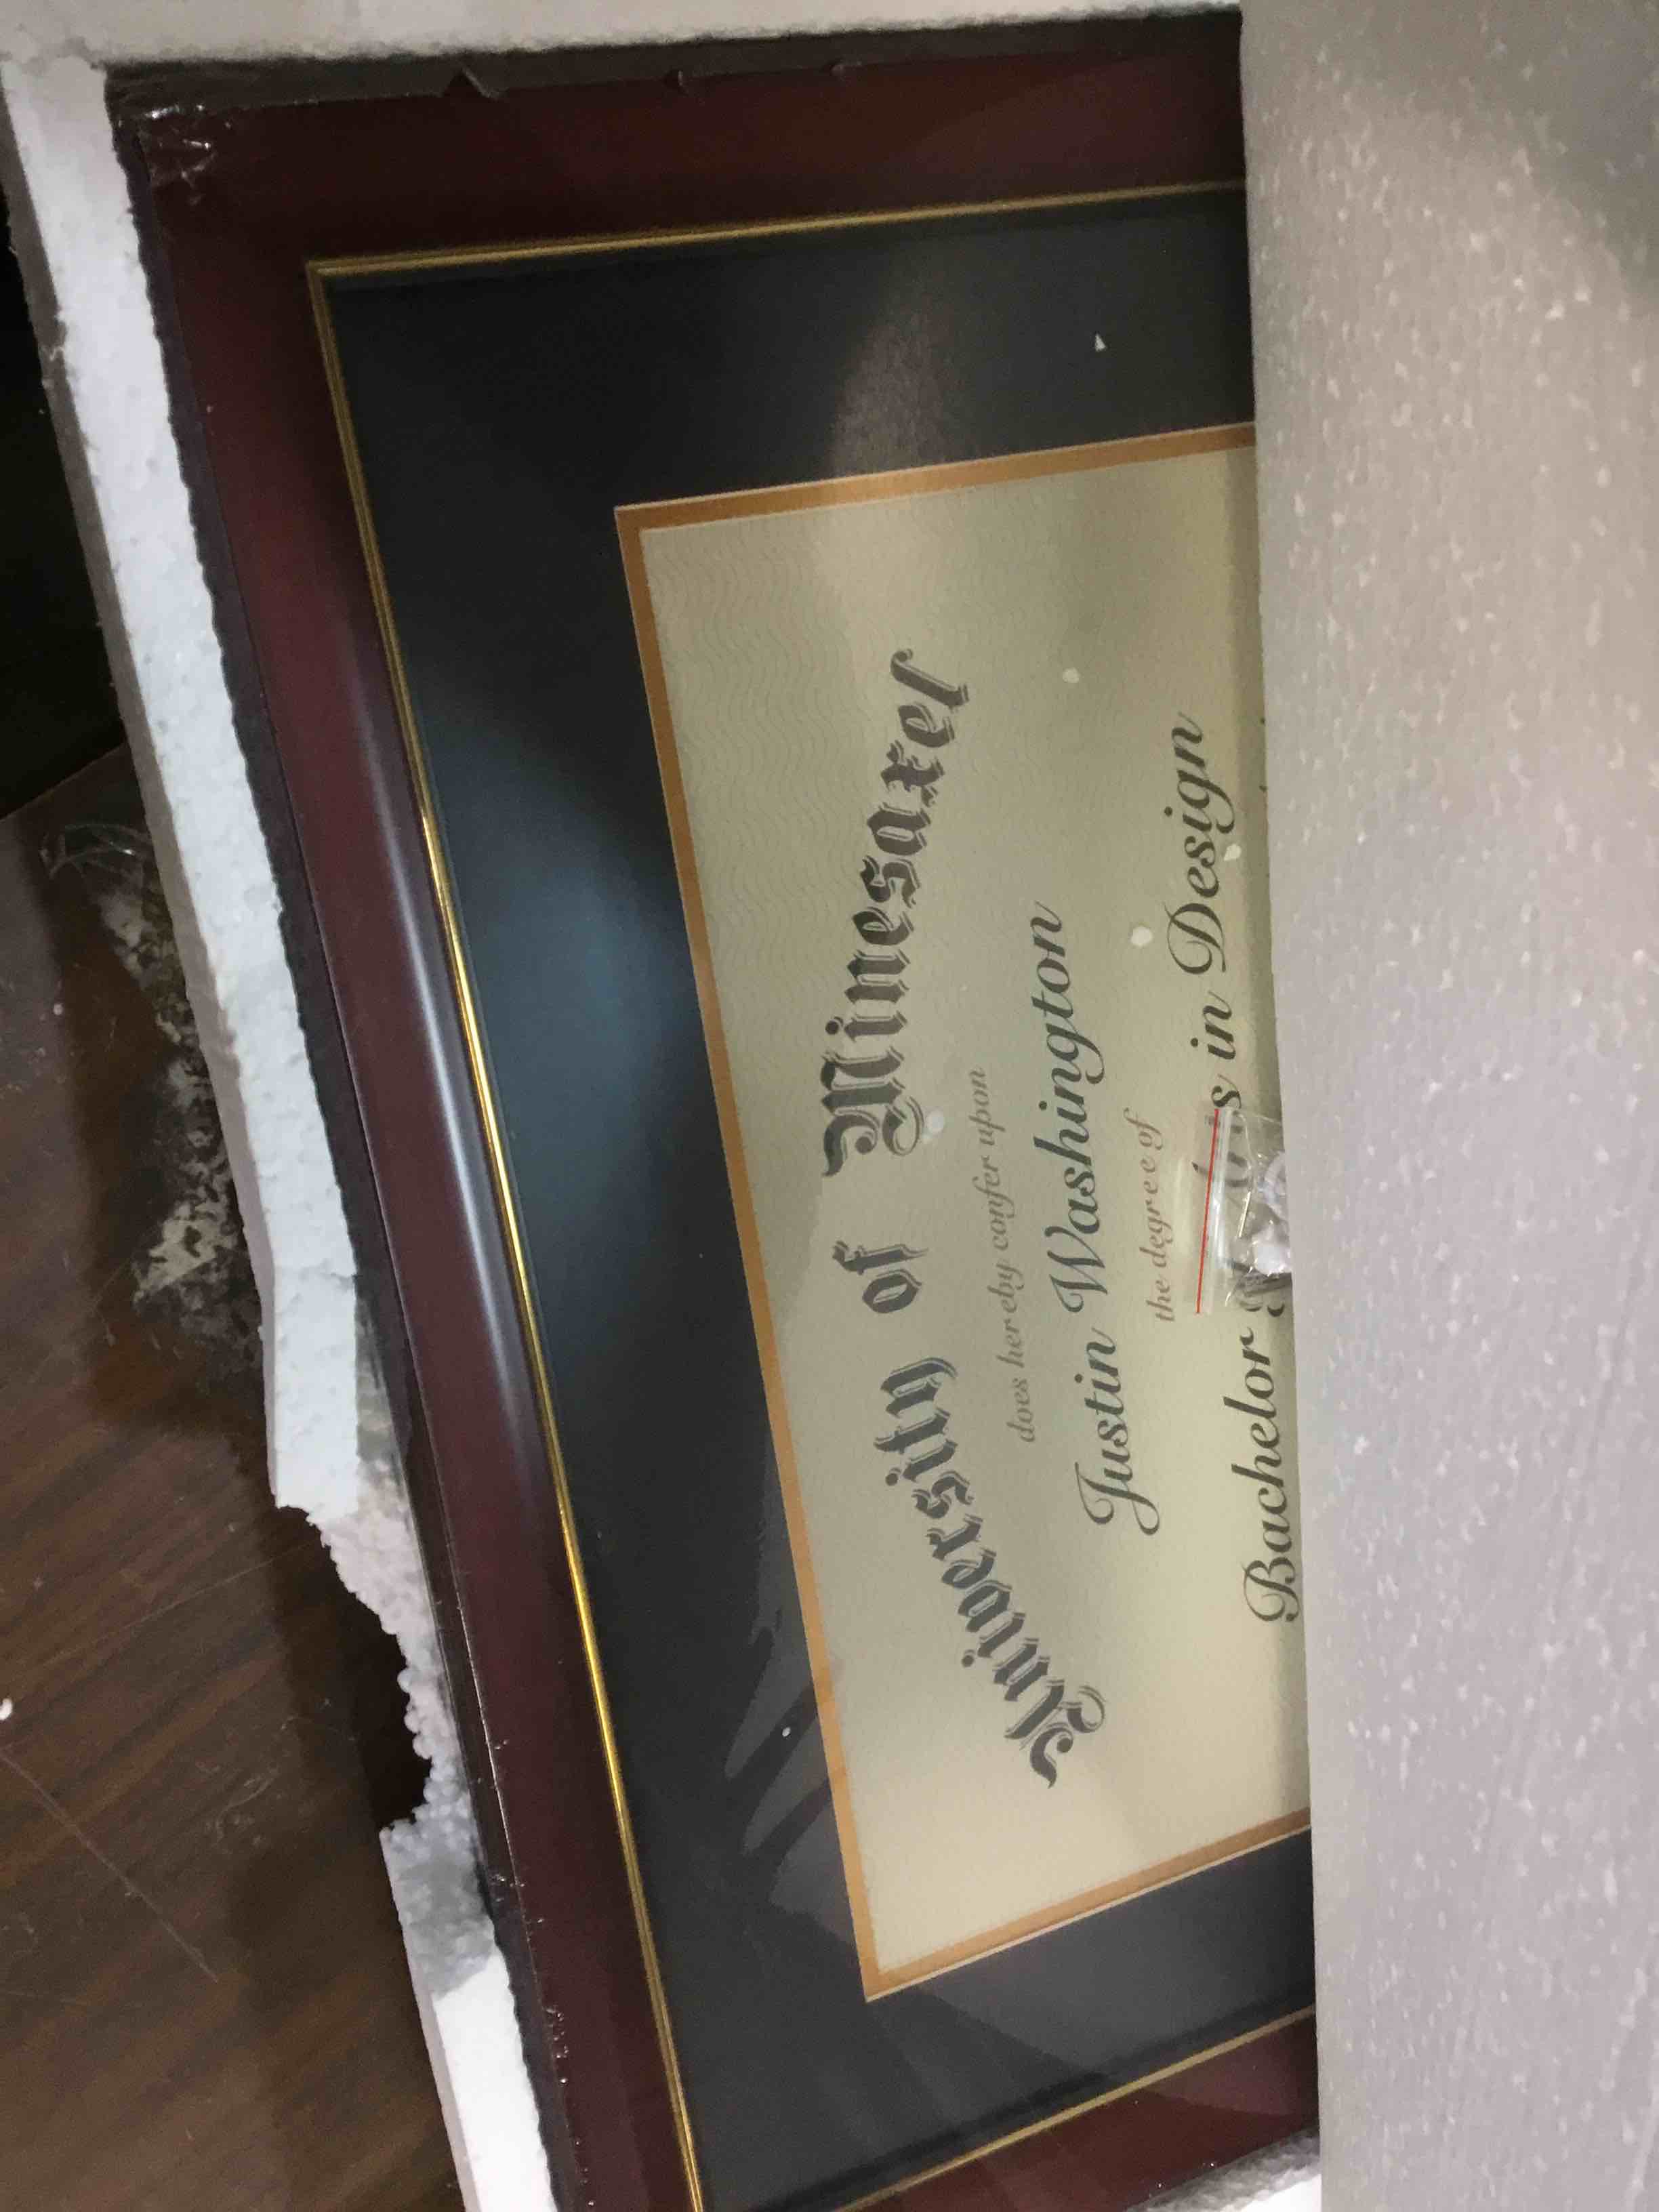 University of Minesaxel
does hereby confer upon
Justin Washington
the degree of
Bachelor in Design